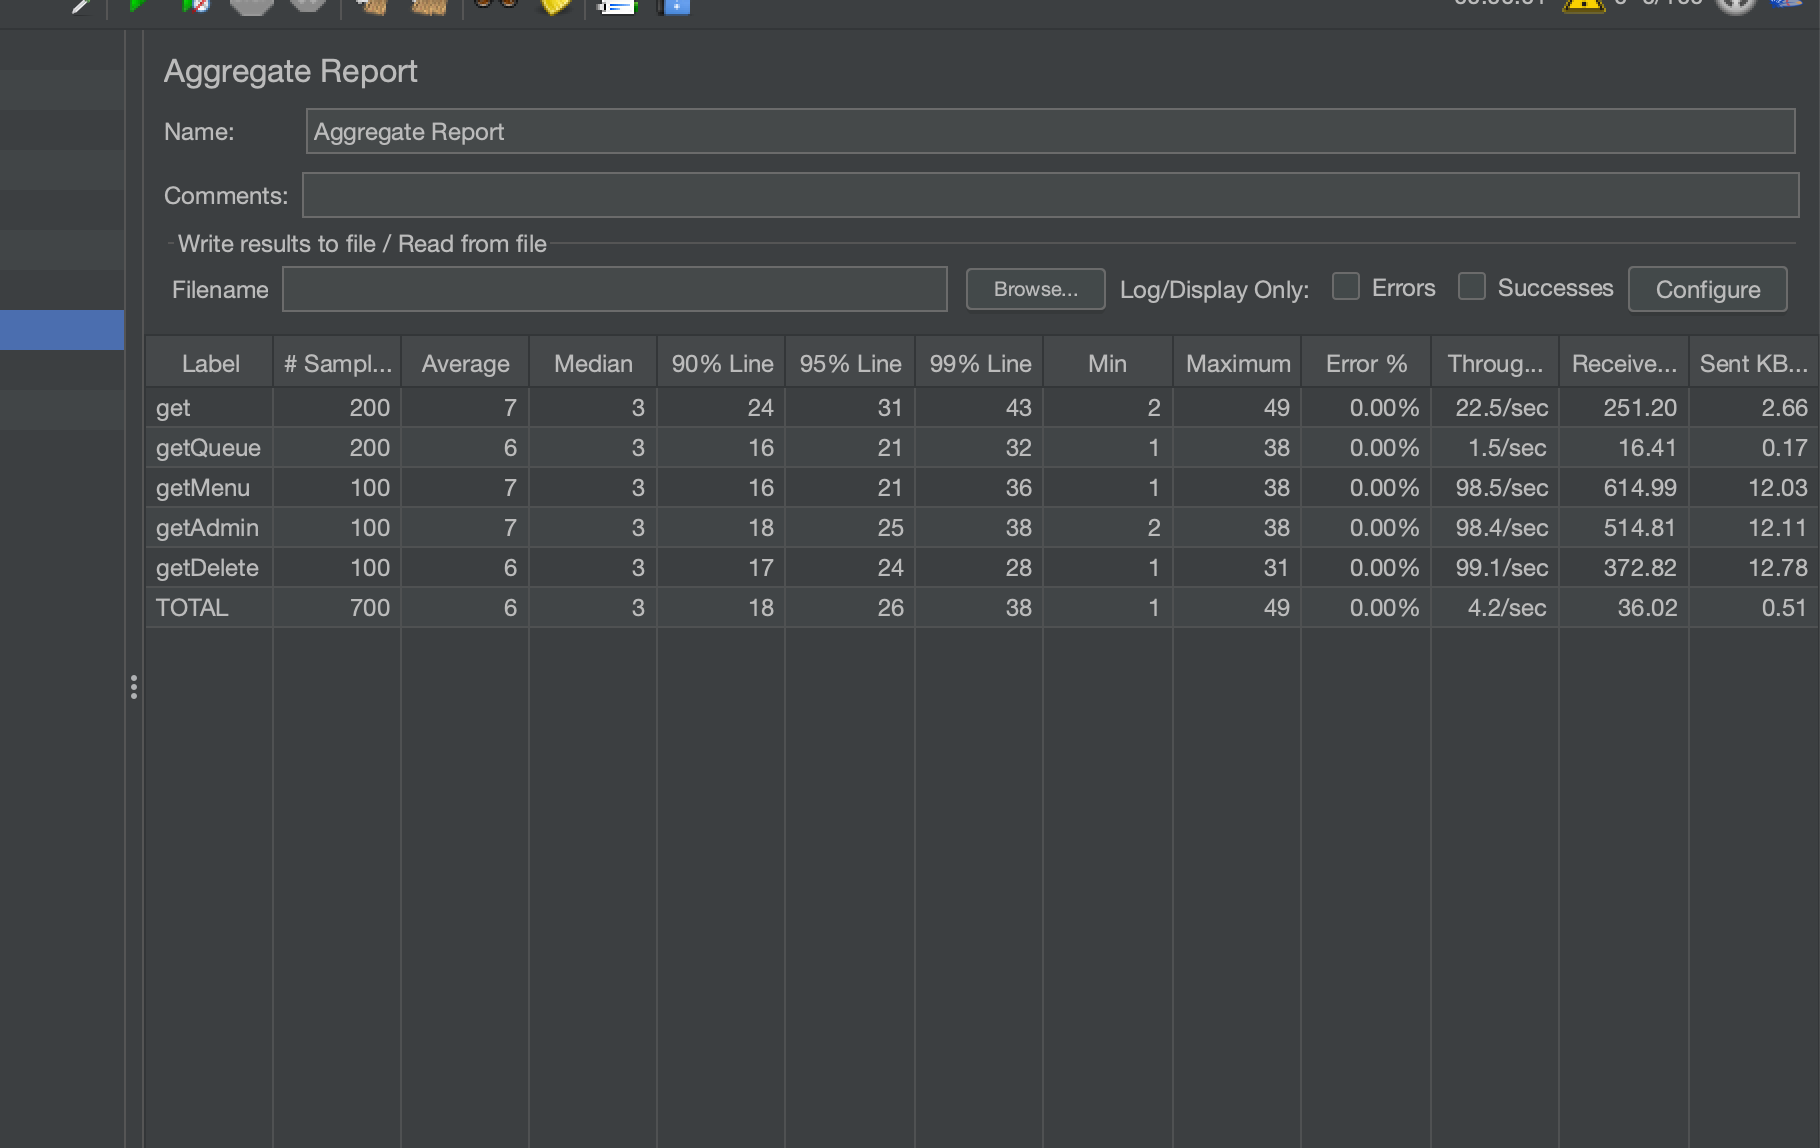 Aggregate Report
Name: Aggregate Report
Comments:
Write results to file / Read from file
Filename Browse... Log/Display Only: Errors Successes Configure
Label # Sampl... Average Median 90% Line 95% Line 99% Line Min Maximum Error % Throug... Receive... Sent KB...
get 200 7 3 24 31 43 2 49 0.00% 22.5/sec 251.20 2.66
getQueue 200 6 3 16 21 32 1 38 0.00% 1.5/sec 16.41 0.17
getMenu 100 7 3 16 21 36 1 38 0.00% 98.5/sec 614.99 12.03
getAdmin 100 7 3 18 25 38 2 38 0.00% 98.4/sec 514.81 12.11
getDelete 100 6 3 17 24 28 1 31 0.00% 99.1/sec 372.82 12.78
TOTAL 700 6 3 18 26 38 1 49 0.00% 4.2/sec 36.02 0.51